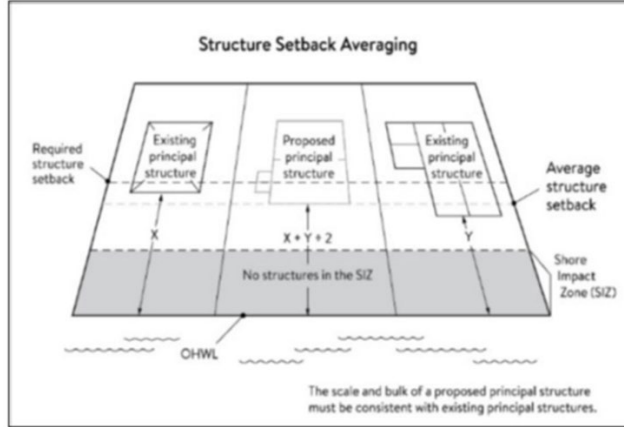 Structure Setback Averaging
Required
structure
setback
Existing
principal
structure
Proposed
principal
structure
Existing
principal
structure
Average
structure
setback
X
X + Y ÷ 2
Y
No structures in the SIZ
Shore
Impact
Zone (SIZ)
OHWL
The scale and bulk of a proposed principal structure
must be consistent with existing principal structures.